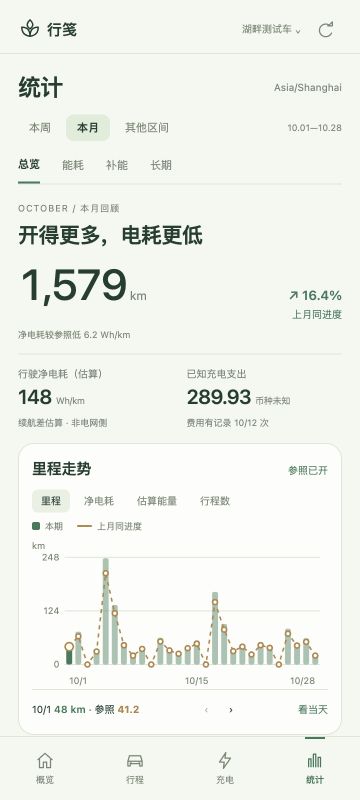 行笺
湖畔测试车
统计
Asia/Shanghai
本周 本月 其他区间 10.01—10.28
总览 能耗 补能 长期
OCTOBER / 本月回顾
开得更多，电耗更低
1,579 km
↗ 16.4%
上月同进度
净电耗较参照低 6.2 Wh/km
行驶净电耗（估算） 已知充电支出
148 Wh/km 289.93 币种未知
续航差估算 · 非电网侧 费用有记录 10/12 次
里程走势 参照已开
里程 净电耗 估算能量 行程数
本期 上月同进度
km
248
124
0
10/1 10/15 10/28
10/1 48 km · 参照 41.2 ‹ › 看当天
概览 行程 充电 统计